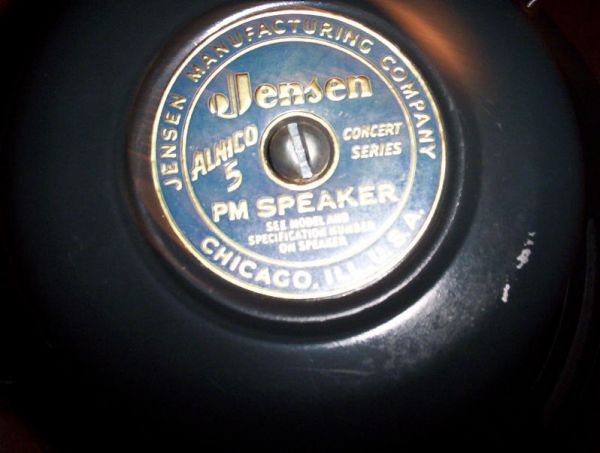 JENSEN MANUFACTURING COMPANY
Jensen
ALNICO
5
CONCERT
SERIES
PM SPEAKER
SEE MODEL AND
SPECIFICATION NUMBER
ON SPEAKER
CHICAGO, ILL. U.S.A.